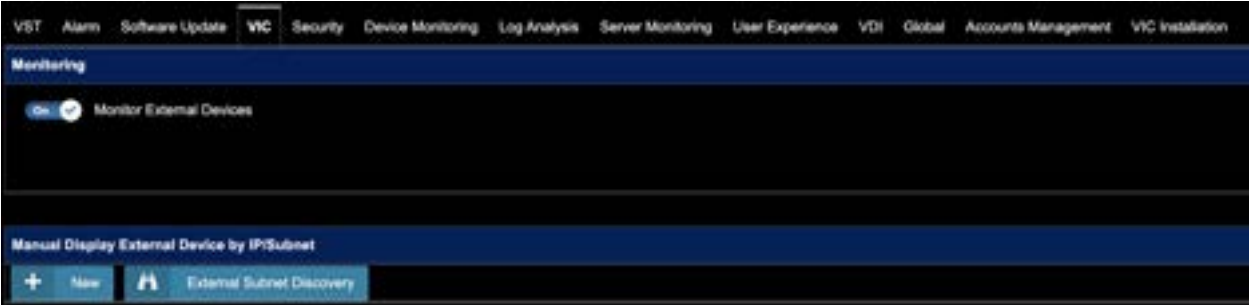 VST Alarm Software Update VIC Security Device Monitoring Log Analysis Server Monitoring User Experience VDI Global Accounts Management VIC Installation
Monitoring
On Monitor External Devices
Manual Display External Device by IP/Subnet
New External Subnet Discovery